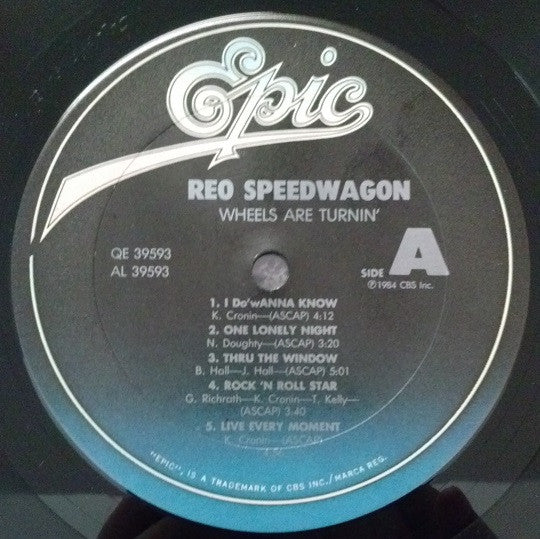 Epic
REO SPEEDWAGON
WHEELS ARE TURNIN'
QE 39593
AL 39593
SIDE A
℗1984 CBS Inc.
1. I Do'wANNA KNOW
K. Cronin—(ASCAP) 4:12
2. ONE LONELY NIGHT
N. Doughty—(ASCAP) 3:20
3. THRU THE WINDOW
B. Hall—J. Hall—(ASCAP) 5:01
4. ROCK 'N ROLL STAR
G. Richrath—K. Cronin—T. Kelly—
(ASCAP) 3:40
5. LIVE EVERY MOMENT
K. Cronin—(ASCAP)
"EPIC", IS A TRADEMARK OF CBS INC./MARCA REG.